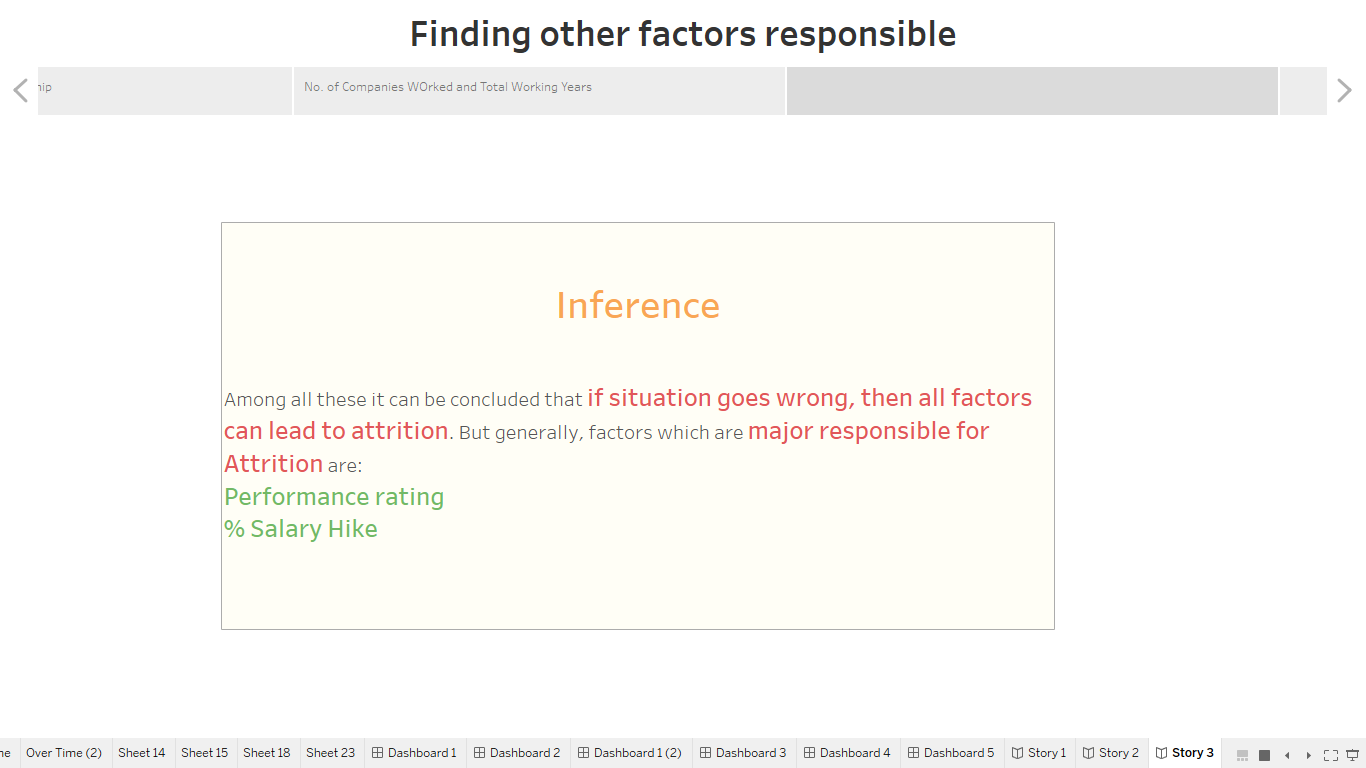 Finding other factors responsible
hip
No. of Companies WOrked and Total Working Years
Inference
Among all these it can be concluded that if situation goes wrong, then all factors
can lead to attrition. But generally, factors which are major responsible for
Attrition are:
Performance rating
% Salary Hike
ne Over Time (2) Sheet 14 Sheet 15 Sheet 18 Sheet 23 Dashboard 1 Dashboard 2 Dashboard 1 (2) Dashboard 3 Dashboard 4 Dashboard 5 Story 1 Story 2 Story 3